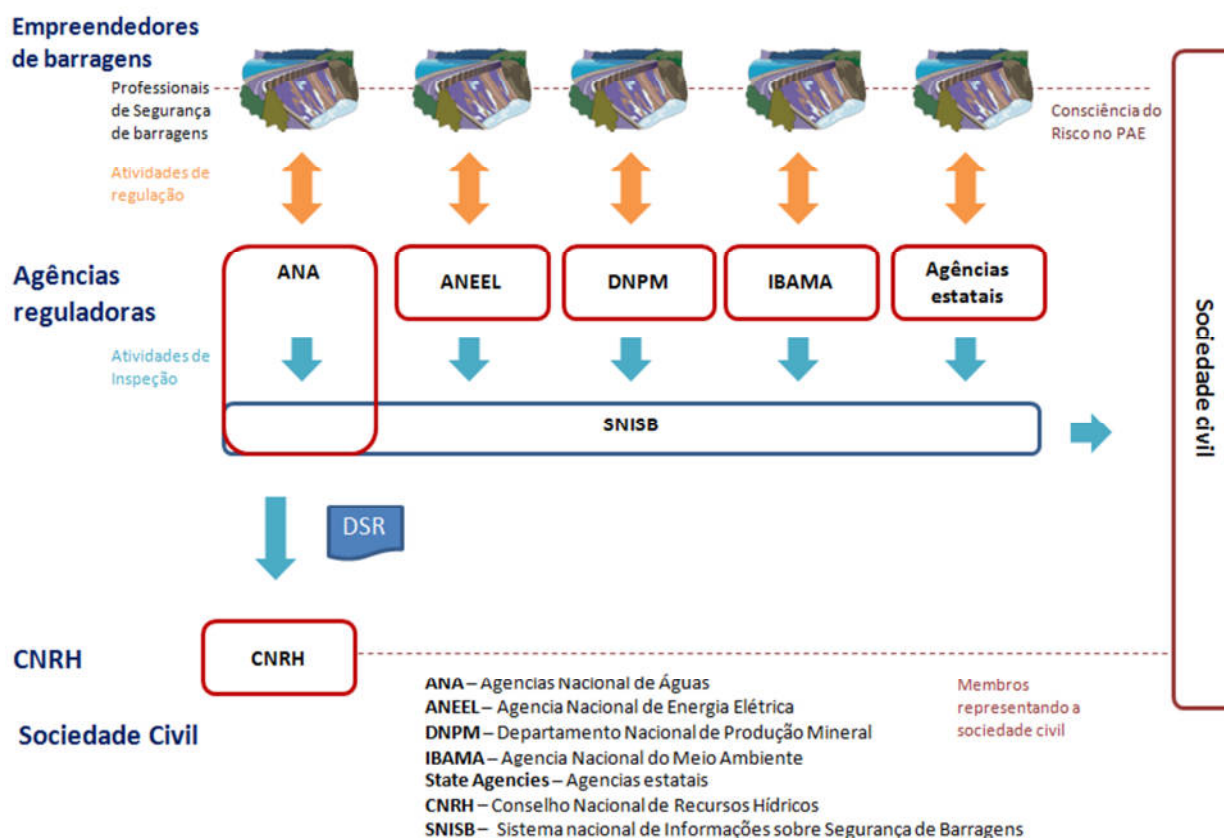 Empreendedores
de barragens
Professionais
de Segurança
de barragens
Consciência do
Risco no PAE
Atividades de
regulação
Agências
reguladoras
ANA
ANEEL
DNPM
IBAMA
Agências
estatais
Atividades de
Inspeção
SNISB
Sociedade civil
DSR
CNRH
CNRH
Sociedade Civil
ANA – Agencias Nacional de Águas
ANEEL – Agencia Nacional de Energia Elétrica
DNPM – Departamento Nacional de Produção Mineral
IBAMA – Agencia Nacional do Meio Ambiente
State Agencies – Agencias estatais
CNRH – Conselho Nacional de Recursos Hídricos
SNISB – Sistema nacional de Informações sobre Segurança de Barragens
Membros
representando a
sociedade civil